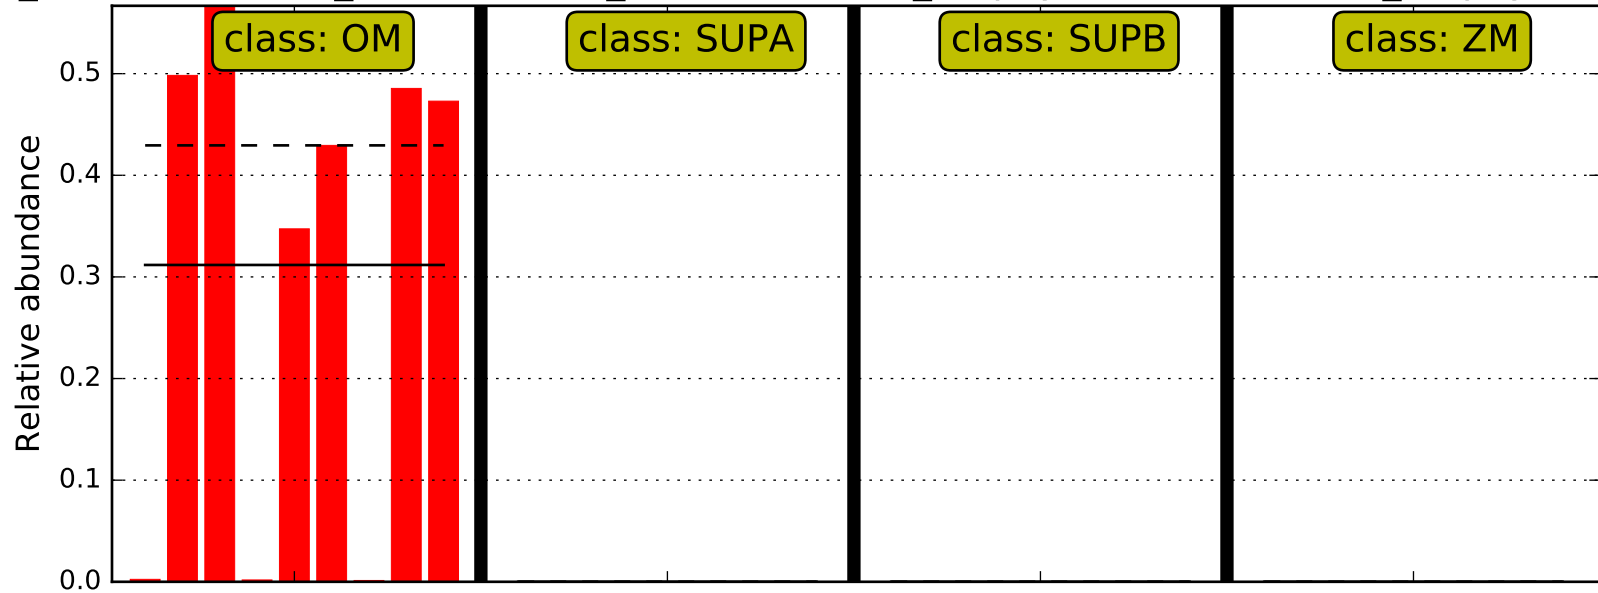 class: OM
class: SUPA
class: SUPB
class: ZM
Relative abundance
0.5
0.4
0.3
0.2
0.1
0.0